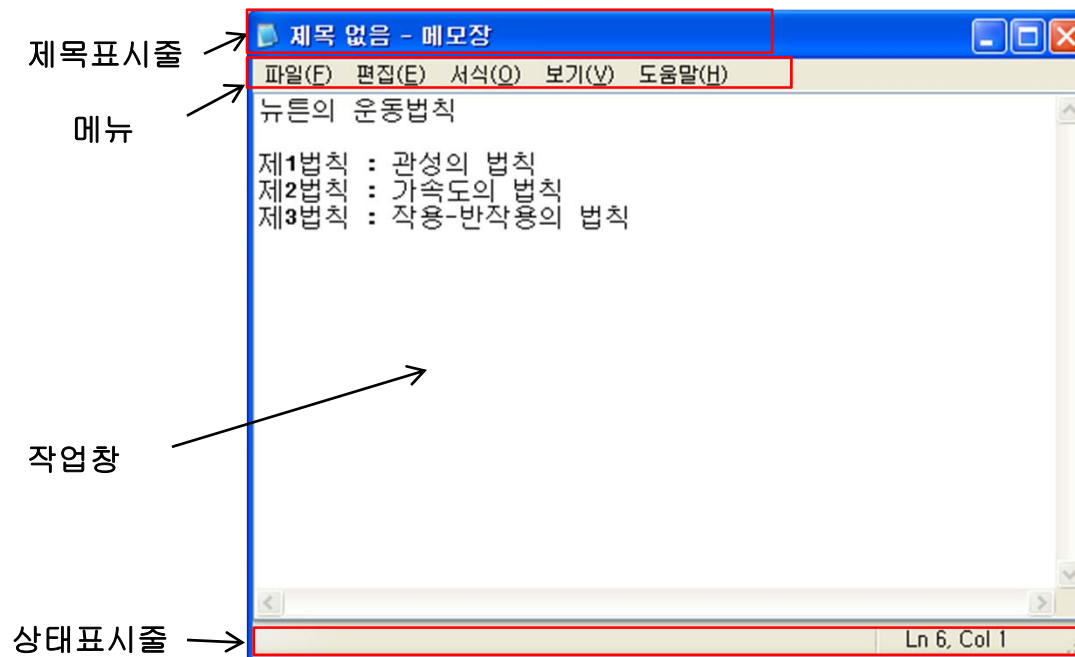 제목표시줄
제목 없음 - 메모장
메뉴
파일(F) 편집(E) 서식(O) 보기(V) 도움말(H)
뉴튼의 운동법칙
제1법칙 : 관성의 법칙
제2법칙 : 가속도의 법칙
제3법칙 : 작용-반작용의 법칙
작업창
상태표시줄
Ln 6, Col 1